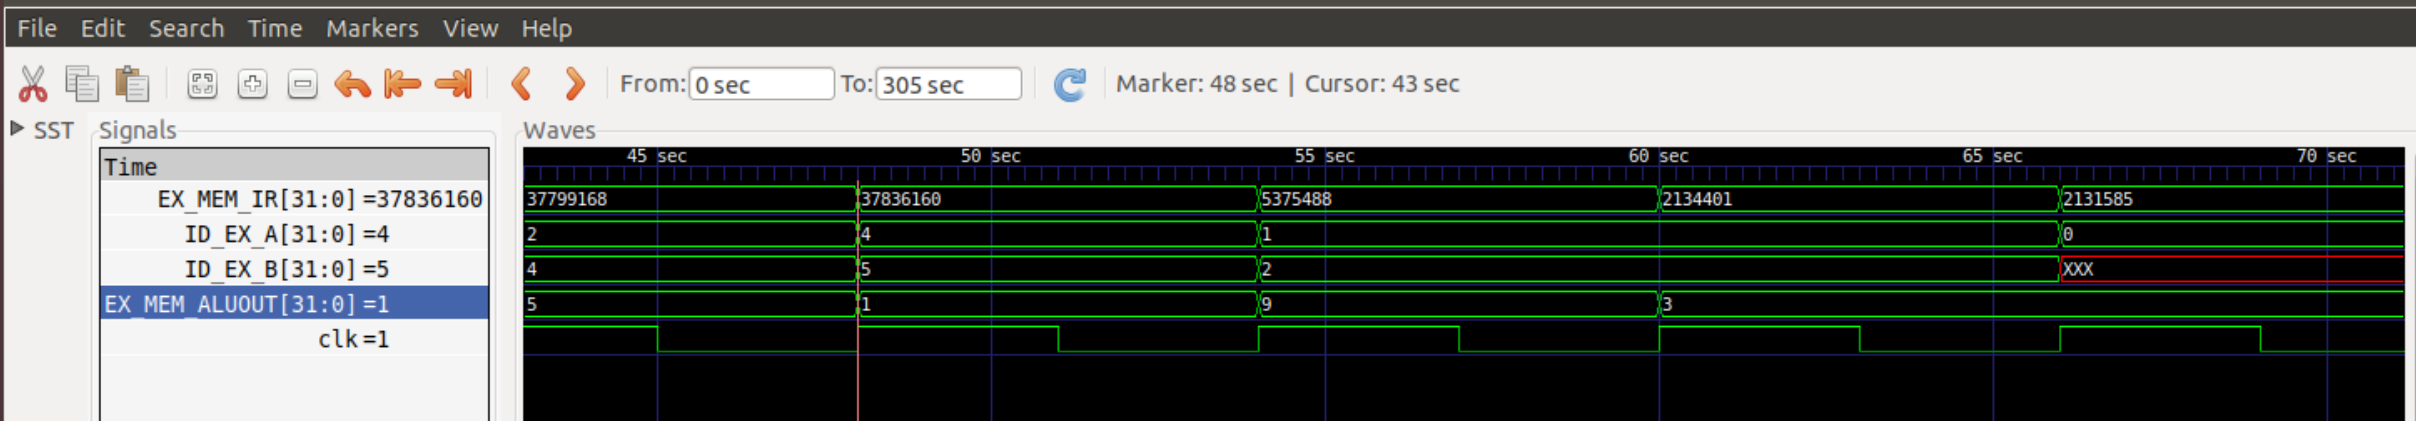 File Edit Search Time Markers View Help
From: 0 sec To: 305 sec Marker: 48 sec | Cursor: 43 sec
SST Signals Waves
Time 45 sec 50 sec 55 sec 60 sec 65 sec 70 sec
EX_MEM_IR[31:0] =37836160 37799168 37836160 5375488 2134401 2131585
ID_EX_A[31:0] =4 2 4 1 0
ID_EX_B[31:0] =5 4 5 2 XXX
EX_MEM_ALUOUT[31:0] =1 5 1 9 3
clk =1